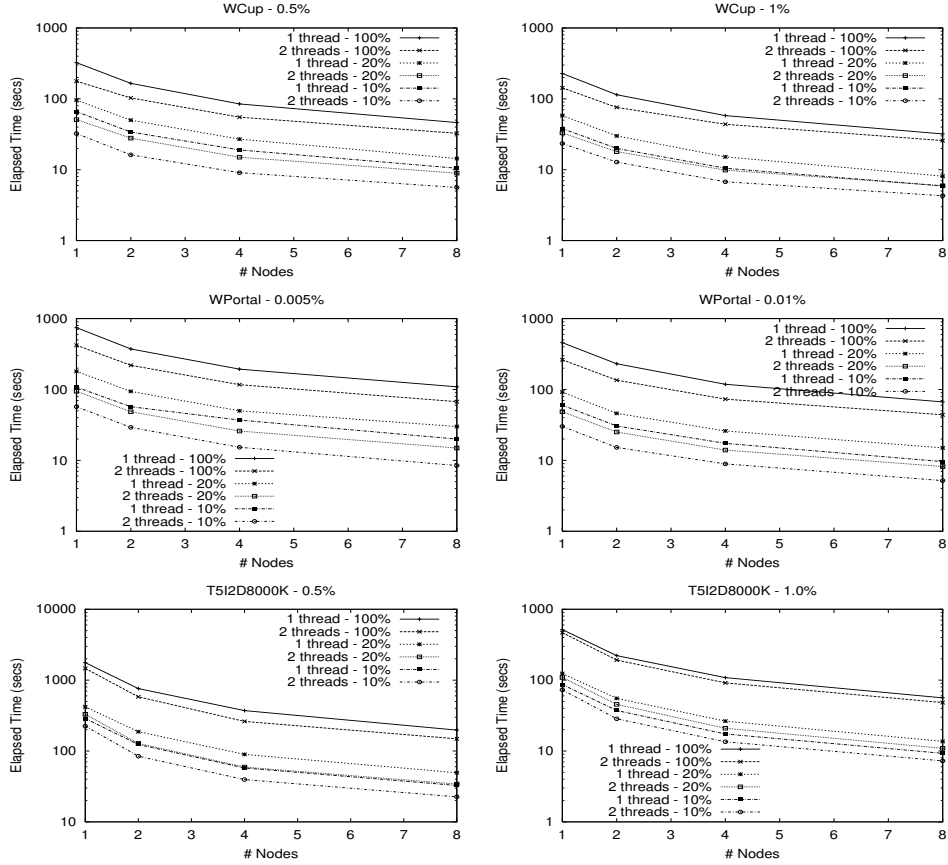 WCup - 0.5%
Elapsed Time (secs)
1000
100
10
1
1 thread - 100%
2 threads - 100%
1 thread - 20%
2 threads - 20%
1 thread - 10%
2 threads - 10%
1 2 3 4 5 6 7 8
# Nodes
WCup - 1%
Elapsed Time (secs)
1000
100
10
1
1 thread - 100%
2 threads - 100%
1 thread - 20%
2 threads - 20%
1 thread - 10%
2 threads - 10%
1 2 3 4 5 6 7 8
# Nodes
WPortal - 0.005%
Elapsed Time (secs)
1000
100
10
1
1 thread - 100%
2 threads - 100%
1 thread - 20%
2 threads - 20%
1 thread - 10%
2 threads - 10%
1 2 3 4 5 6 7 8
# Nodes
WPortal - 0.01%
Elapsed Time (secs)
1000
100
10
1
1 thread - 100%
2 threads - 100%
1 thread - 20%
2 threads - 20%
1 thread - 10%
2 threads - 10%
1 2 3 4 5 6 7 8
# Nodes
T5I2D8000K - 0.5%
Elapsed Time (secs)
10000
1000
100
10
1 thread - 100%
2 threads - 100%
1 thread - 20%
2 threads - 20%
1 thread - 10%
2 threads - 10%
1 2 3 4 5 6 7 8
# Nodes
T5I2D8000K - 1.0%
Elapsed Time (secs)
1000
100
10
1
1 thread - 100%
2 threads - 100%
1 thread - 20%
2 threads - 20%
1 thread - 10%
2 threads - 10%
1 2 3 4 5 6 7 8
# Nodes